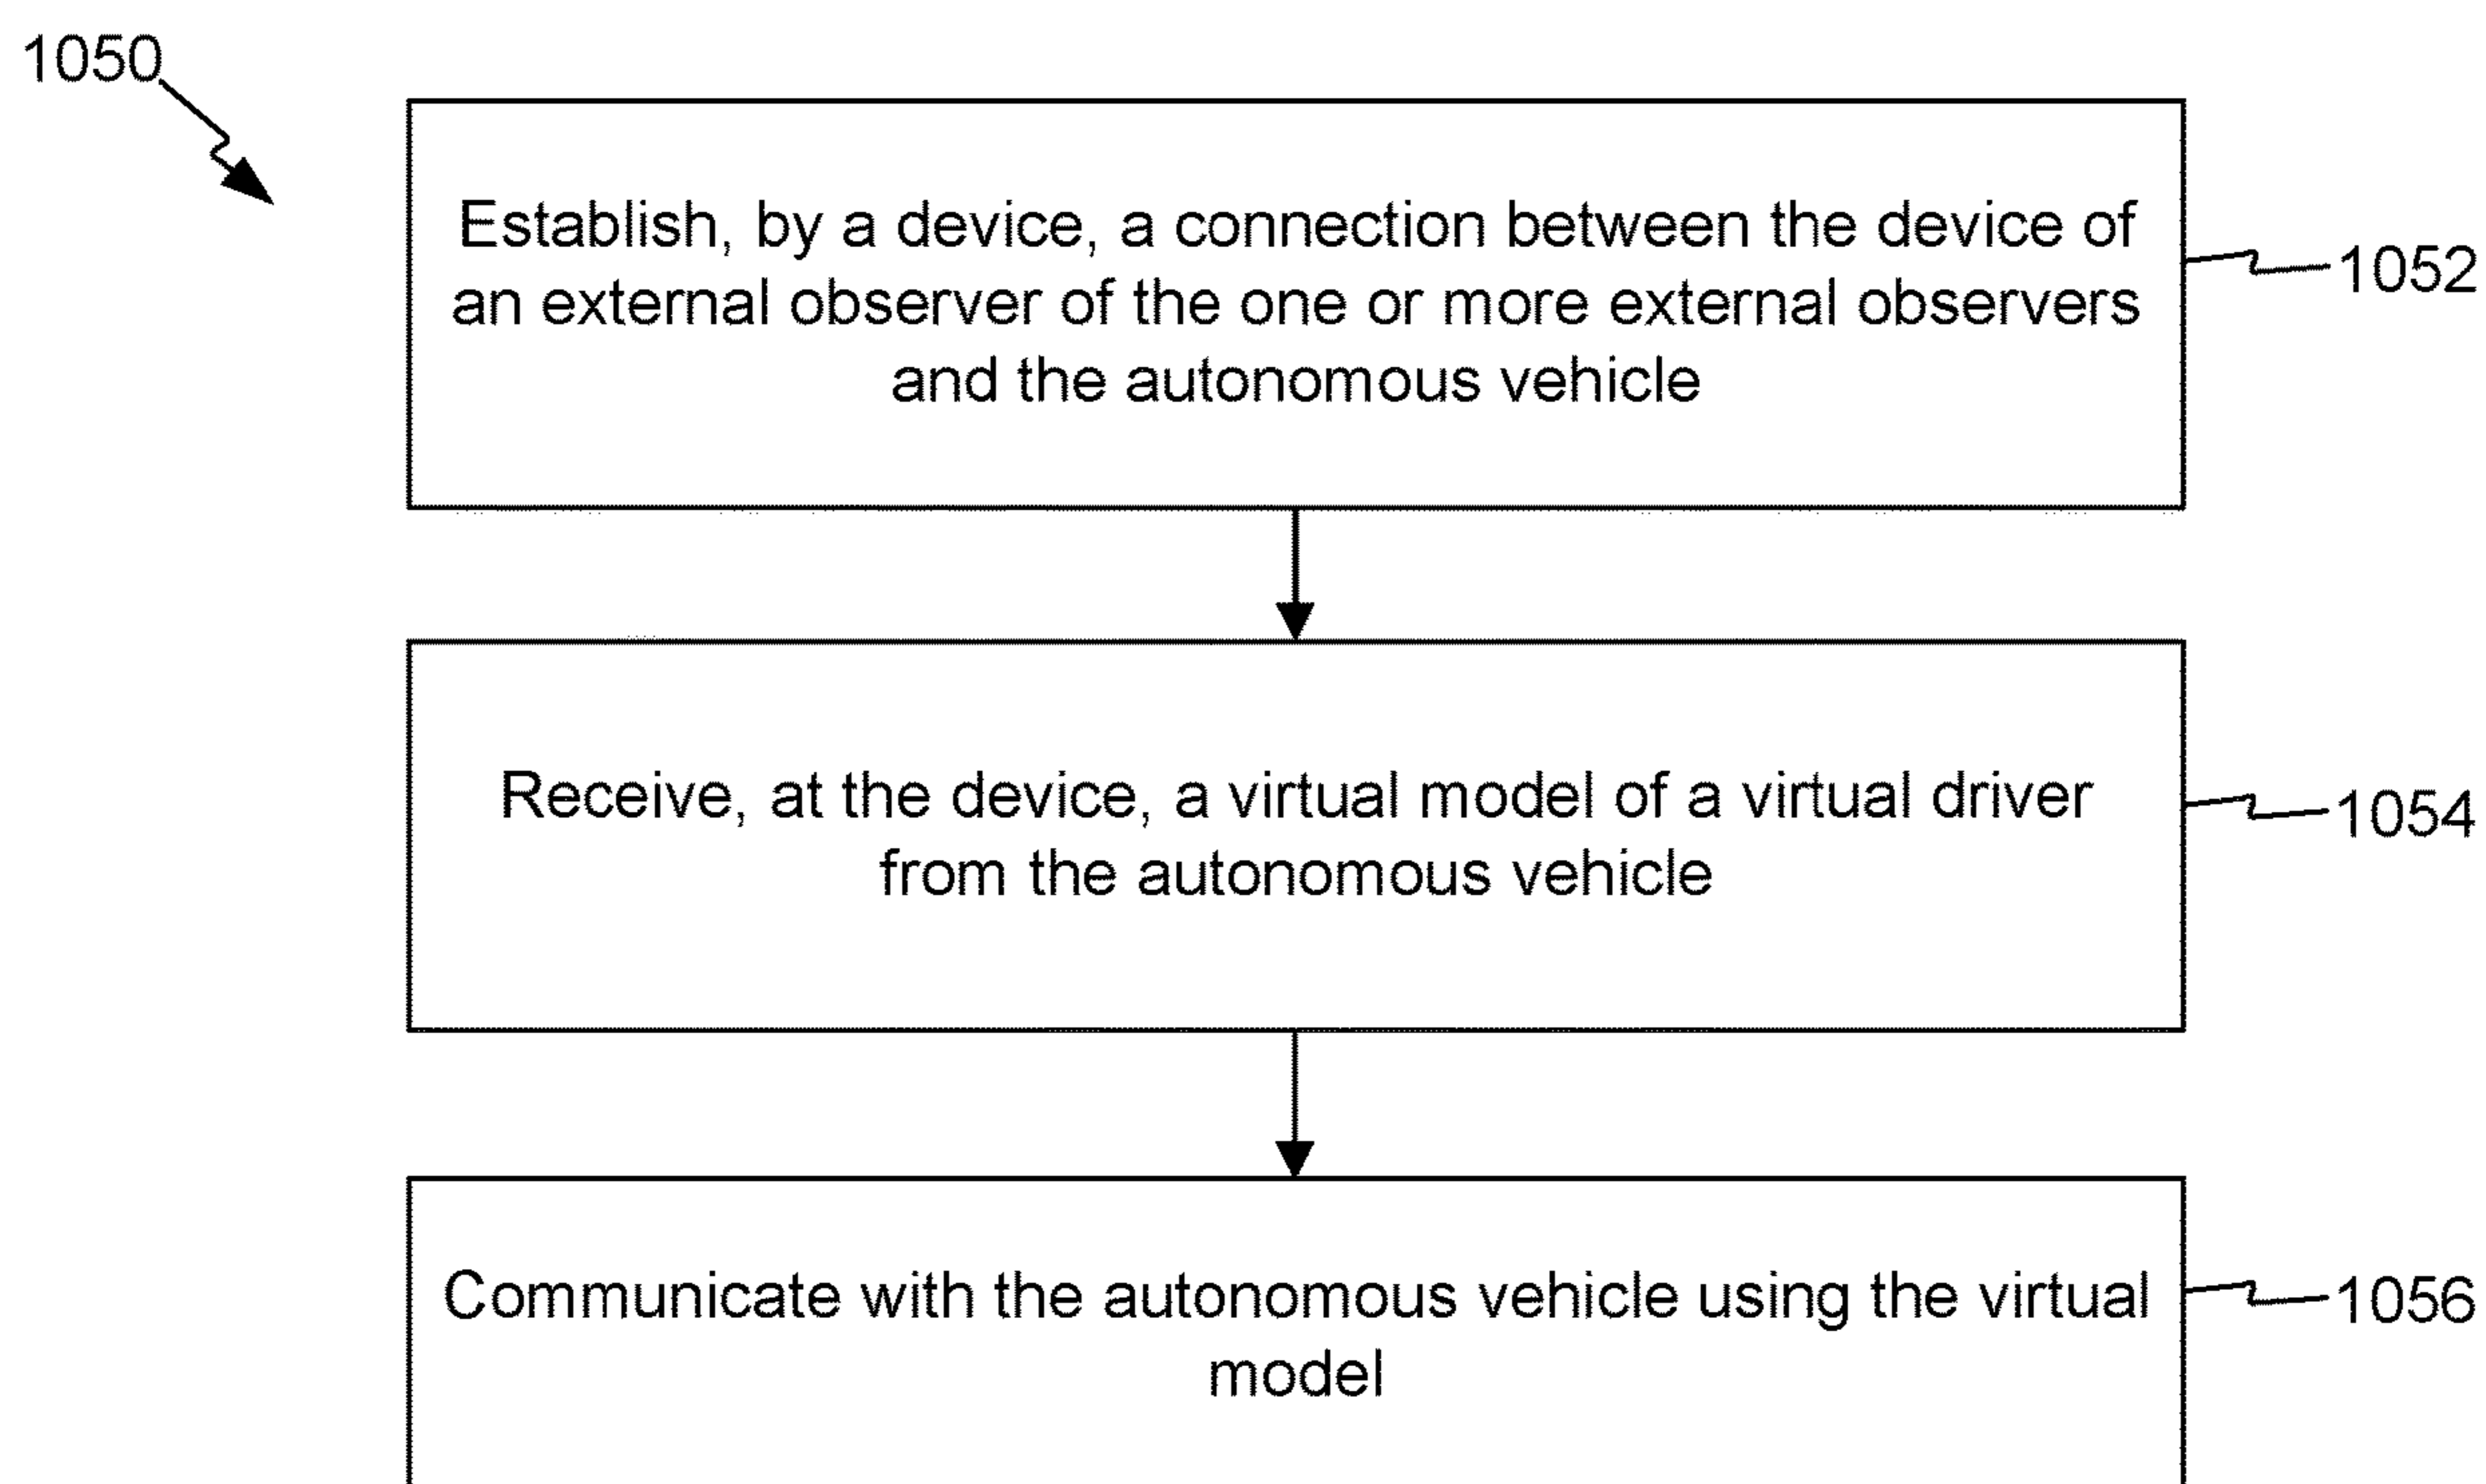 1050
Establish, by a device, a connection between the device of
an external observer of the one or more external observers
and the autonomous vehicle
1052
Receive, at the device, a virtual model of a virtual driver
from the autonomous vehicle
1054
Communicate with the autonomous vehicle using the virtual
model
1056